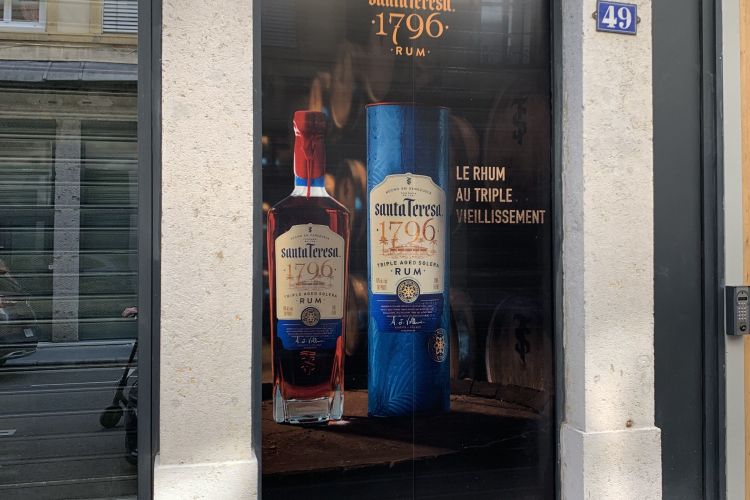 Santa Teresa.
1796
·RUM·
49
LE RHUM
AU TRIPLE
VIEILLISSEMENT
Santa Teresa.
1796
TRIPLE AGED SOLERA
·RUM·
Santa Teresa.
1796
TRIPLE AGED SOLERA
RUM